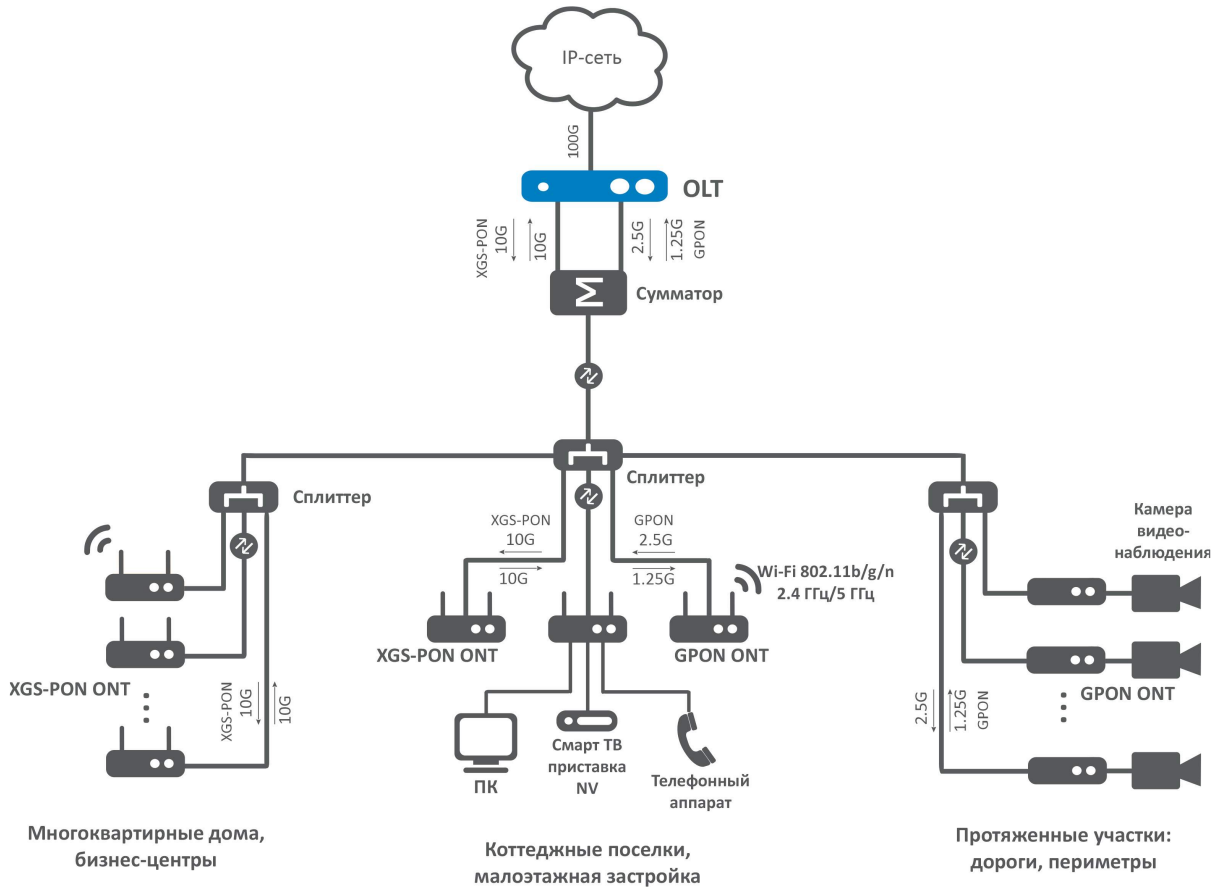 IP-сеть
100G
OLT
XGS-PON
10G
10G
2.5G
1.25G
GPON
Сумматор
Сплиттер
Сплиттер
XGS-PON
10G
10G
GPON
2.5G
1.25G
Wi-Fi 802.11b/g/n
2.4 ГГц/5 ГГц
Камера
видео-
наблюдения
XGS-PON ONT
GPON ONT
XGS-PON ONT
XGS-PON
10G
10G
GPON ONT
2.5G
1.25G
GPON
ПК
Смарт ТВ
приставка
NV
Телефонный
аппарат
Многоквартирные дома,
бизнес-центры
Коттеджные поселки,
малоэтажная застройка
Протяженные участки:
дороги, периметры